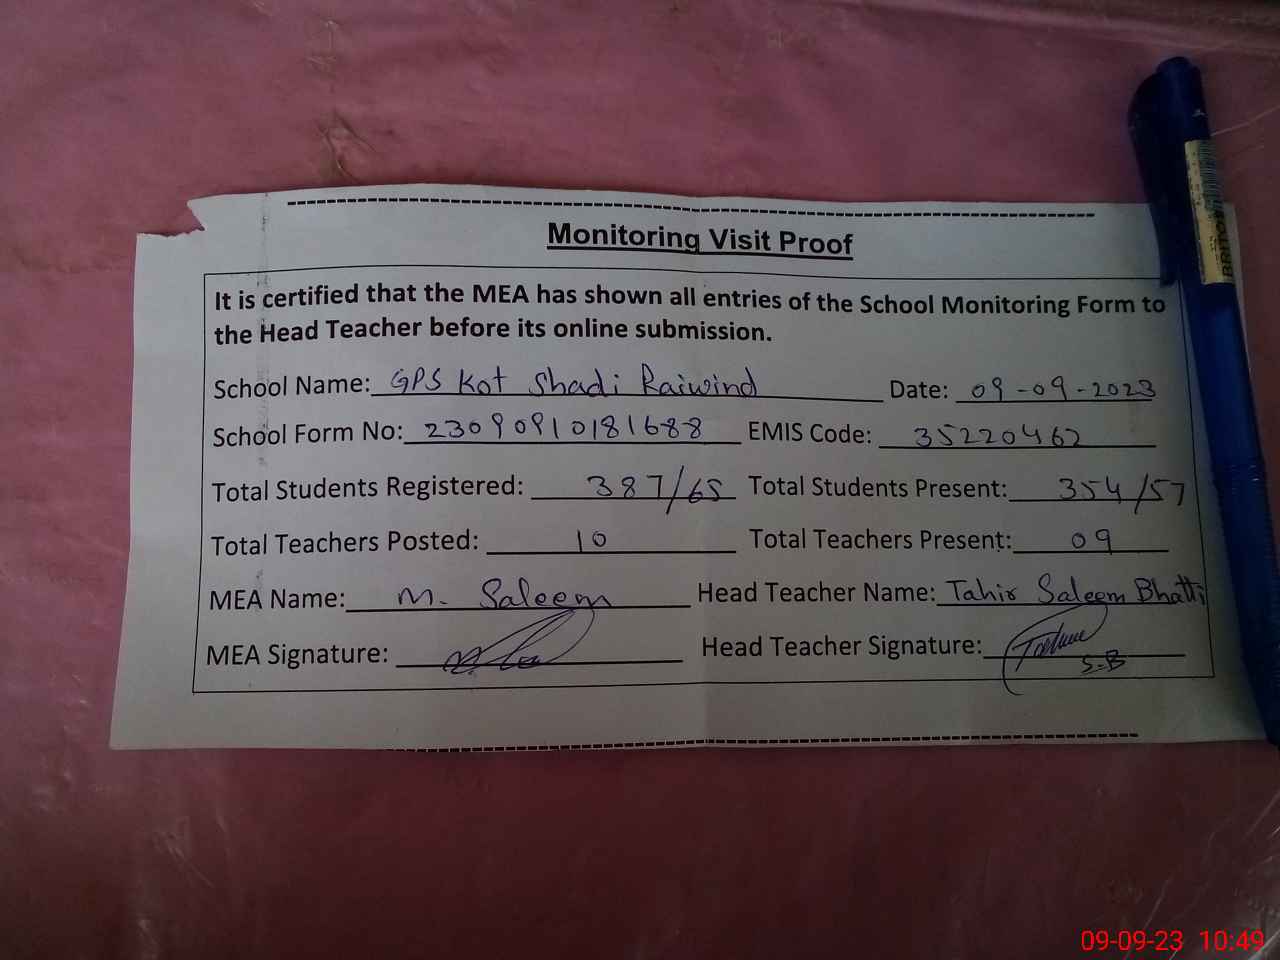 Monitoring Visit Proof
It is certified that the MEA has shown all entries of the School Monitoring Form to
the Head Teacher before its online submission.
School Name: GPS Kot Shadi Raiwind Date: 09-09-2023
School Form No: 23090910181688 EMIS Code: 35220462
Total Students Registered: 387/65 Total Students Present: 354/57
Total Teachers Posted: 10 Total Teachers Present: 09
MEA Name: M. Saleem Head Teacher Name: Tahir Saleem Bhatti
MEA Signature: Head Teacher Signature:
S-B
09-09-23 10:49